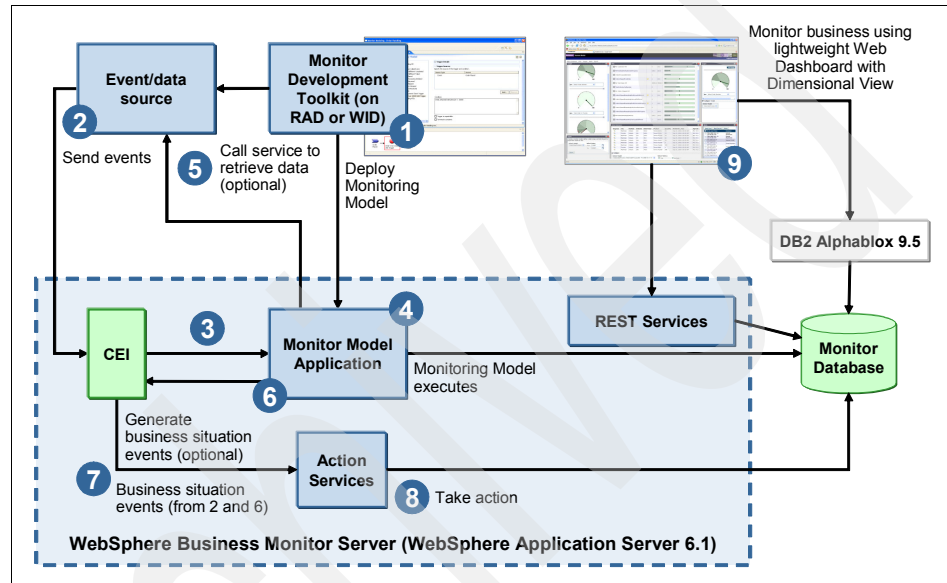 Monitor business using
lightweight Web
Dashboard with
Dimensional View
Event/data
source
Monitor
Development
Toolkit (on
RAD or WID)
1
2
Send events
5
Call service to
retrieve data
(optional)
Deploy
Monitoring
Model
9
DB2 Alphablox 9.5
3
4
CEI
Monitor Model
Application
REST Services
Monitor
Database
Monitoring Model
executes
6
Generate
business situation
events (optional)
7
Business situation
events (from 2 and 6)
Action
Services
8
Take action
WebSphere Business Monitor Server (WebSphere Application Server 6.1)